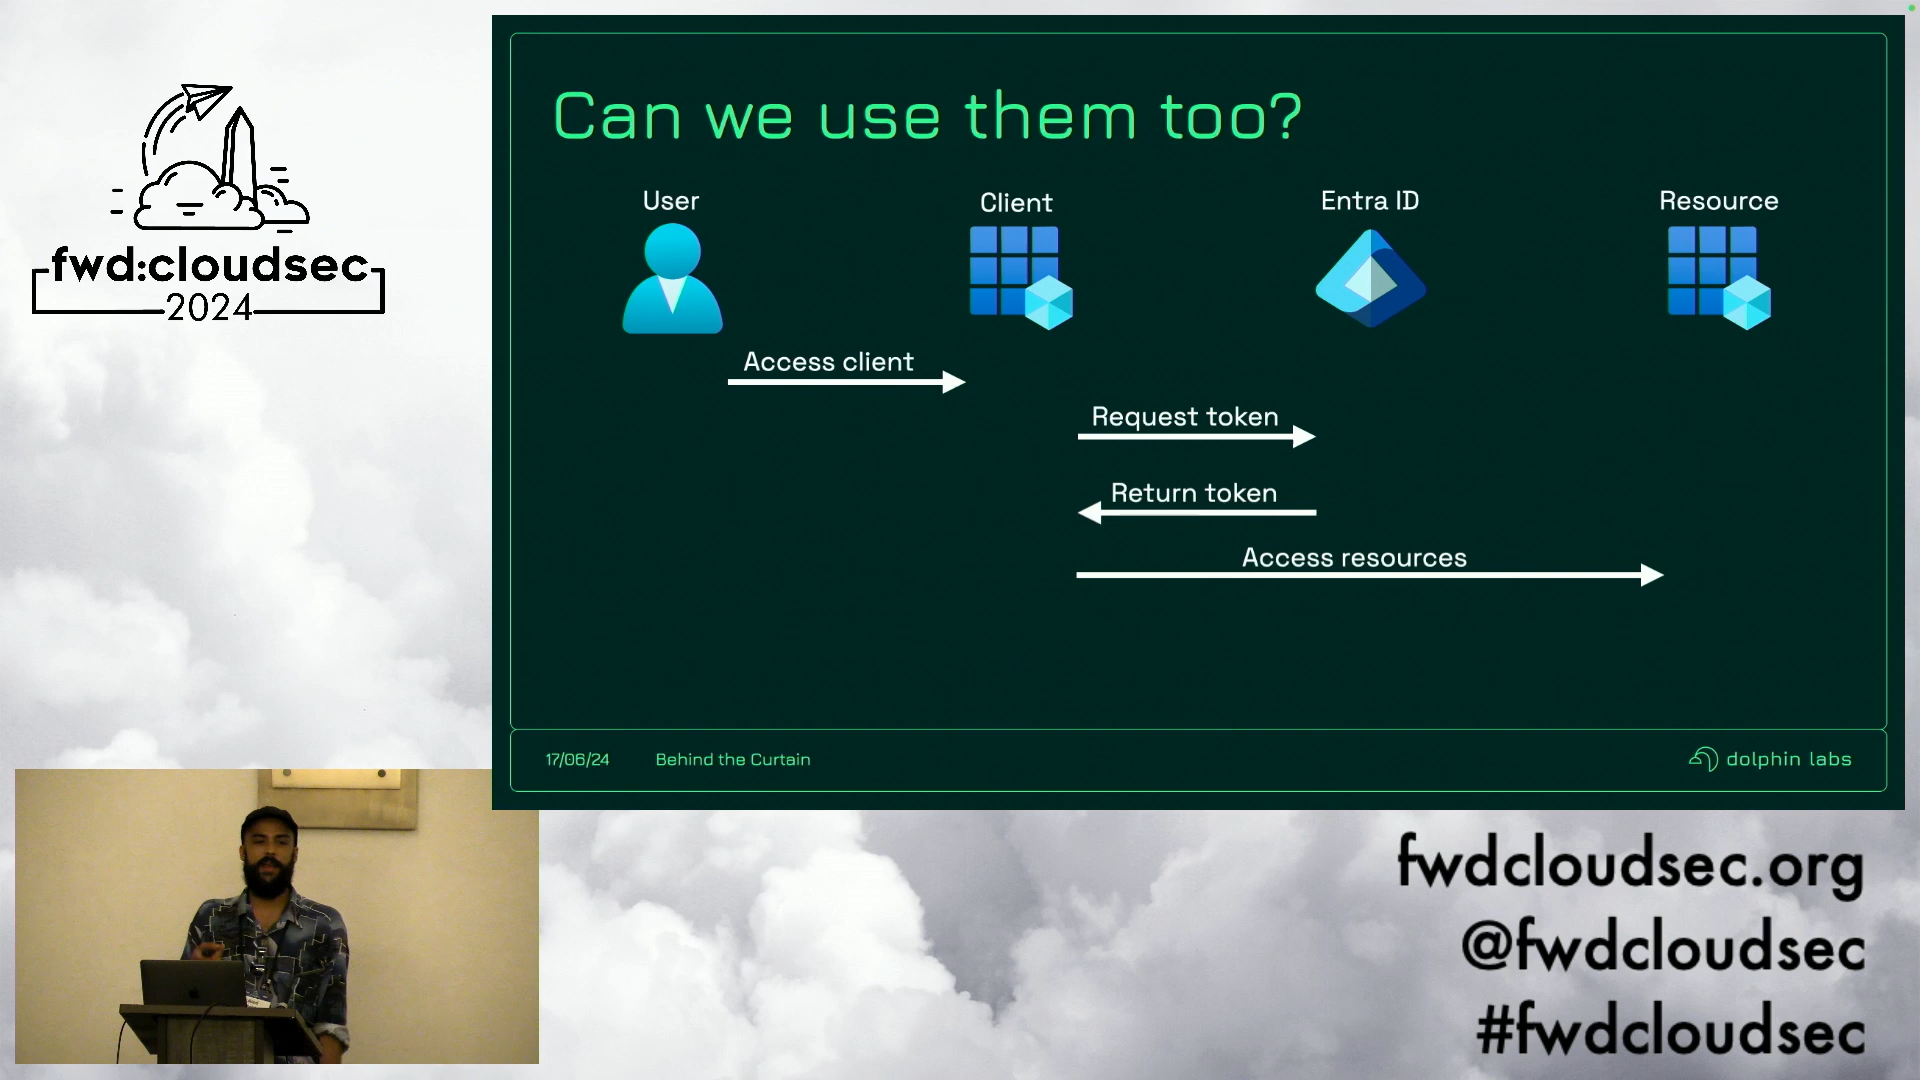 fwd:cloudsec
2024
Can we use them too?
User
Client
Entra ID
Resource
Access client
Request token
Return token
Access resources
17/06/24
Behind the Curtain
dolphin labs
fwdcloudsec.org
@fwdcloudsec
#fwdcloudsec